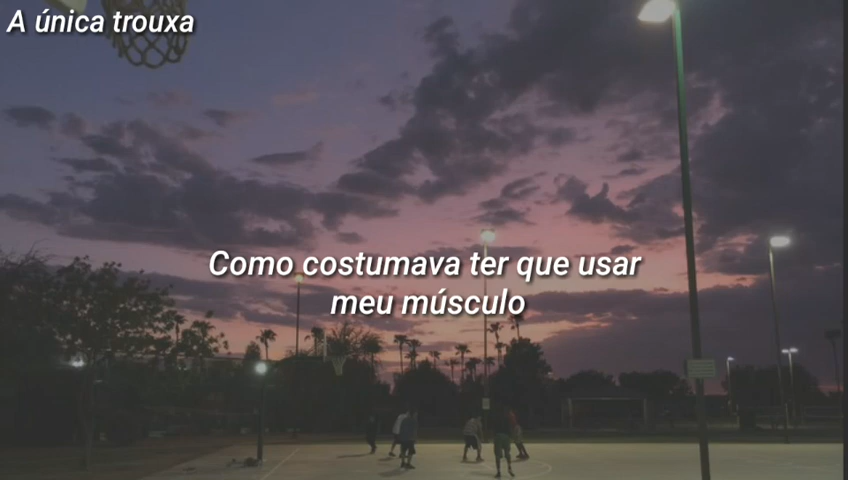 A única trouxa
Como costumava ter que usar
meu músculo